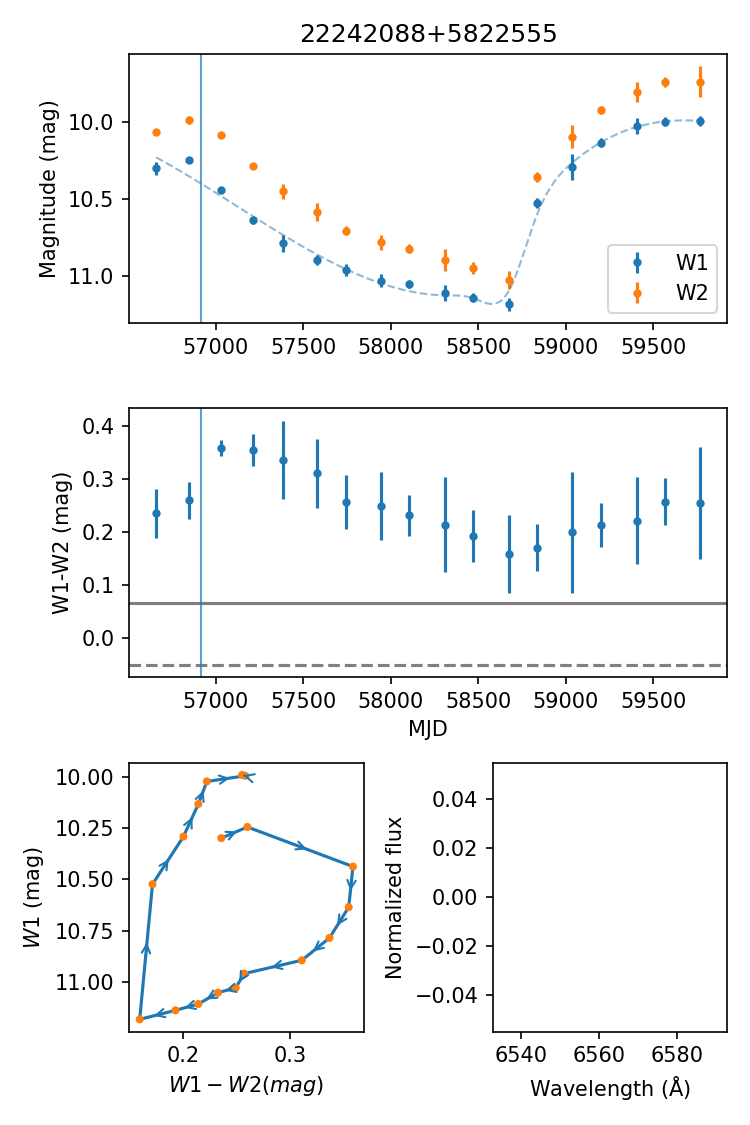 22242088+5822555
Magnitude (mag)
10.0
10.5
11.0
W1
W2
57000 57500 58000 58500 59000 59500
W1-W2 (mag)
0.4
0.3
0.2
0.1
0.0
57000 57500 58000 58500 59000 59500
MJD
W1 (mag)
10.00
10.25
10.50
10.75
11.00
0.2 0.3
W1 − W2(mag)
Normalized flux
0.04
0.02
0.00
−0.02
−0.04
6540 6560 6580
Wavelength (Å)